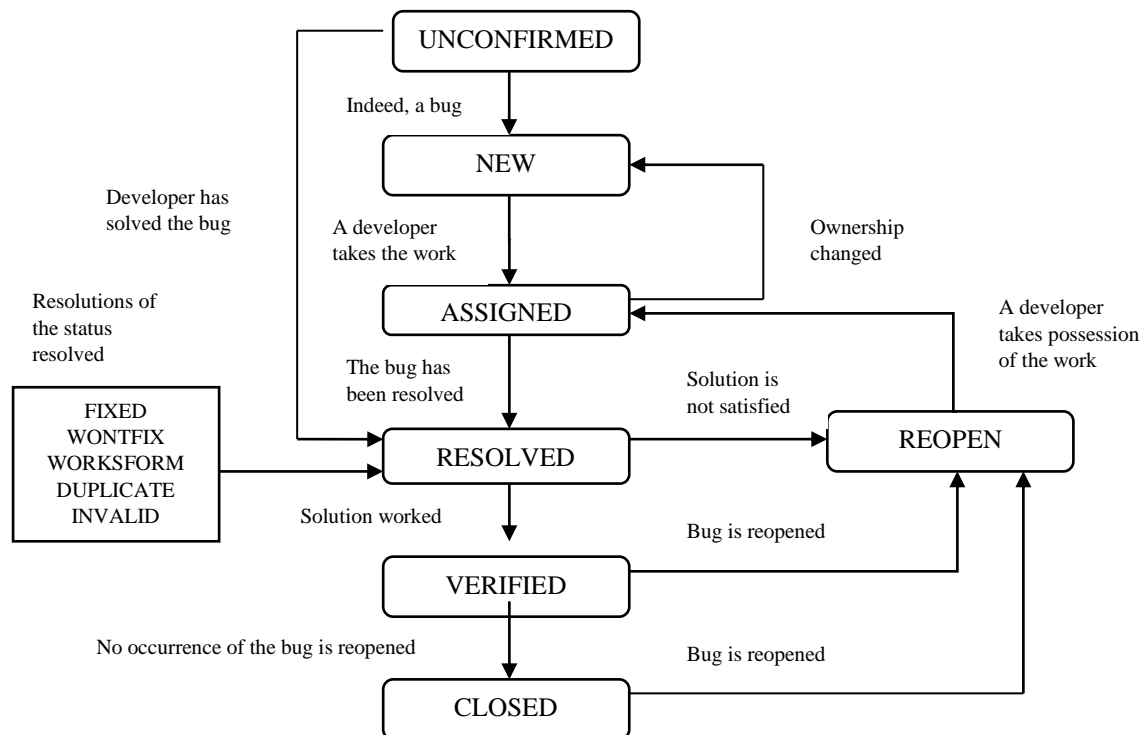 UNCONFIRMED
Indeed, a bug
NEW
Developer has
solved the bug
A developer
takes the work
Ownership
changed
ASSIGNED
Resolutions of
the status
resolved
A developer
takes possession
of the work
The bug has
been resolved
Solution is
not satisfied
FIXED
WONTFIX
WORKSFORM
DUPLICATE
INVALID
RESOLVED
REOPEN
Solution worked
Bug is reopened
VERIFIED
No occurrence of the bug is reopened
Bug is reopened
CLOSED